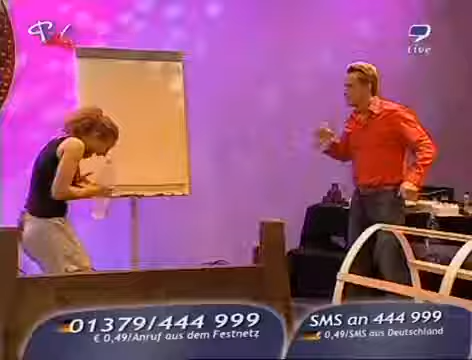 9
Live
01379/444 999
€ 0,49/Anruf aus dem Festnetz
SMS an 444 999
€ 0,49/SMS aus Deutschland